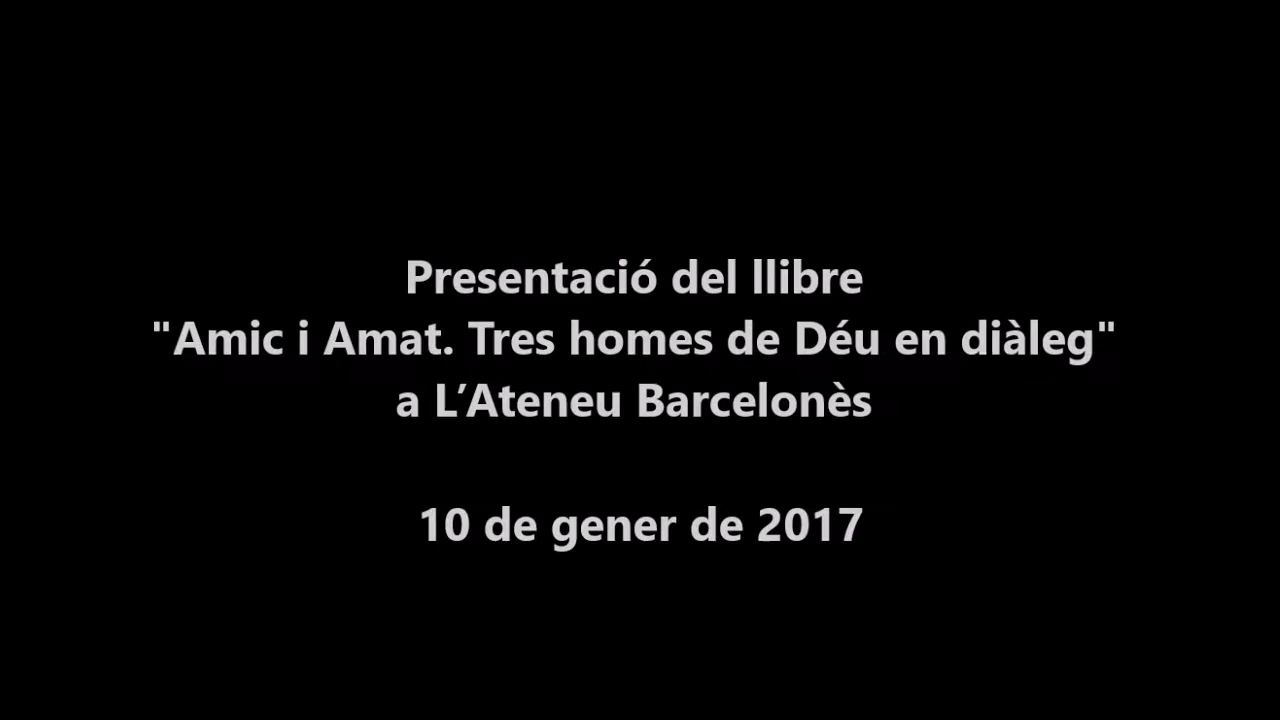 Presentació del llibre
"Amic i Amat. Tres homes de Déu en diàleg"
a L’Ateneu Barcelonès
10 de gener de 2017